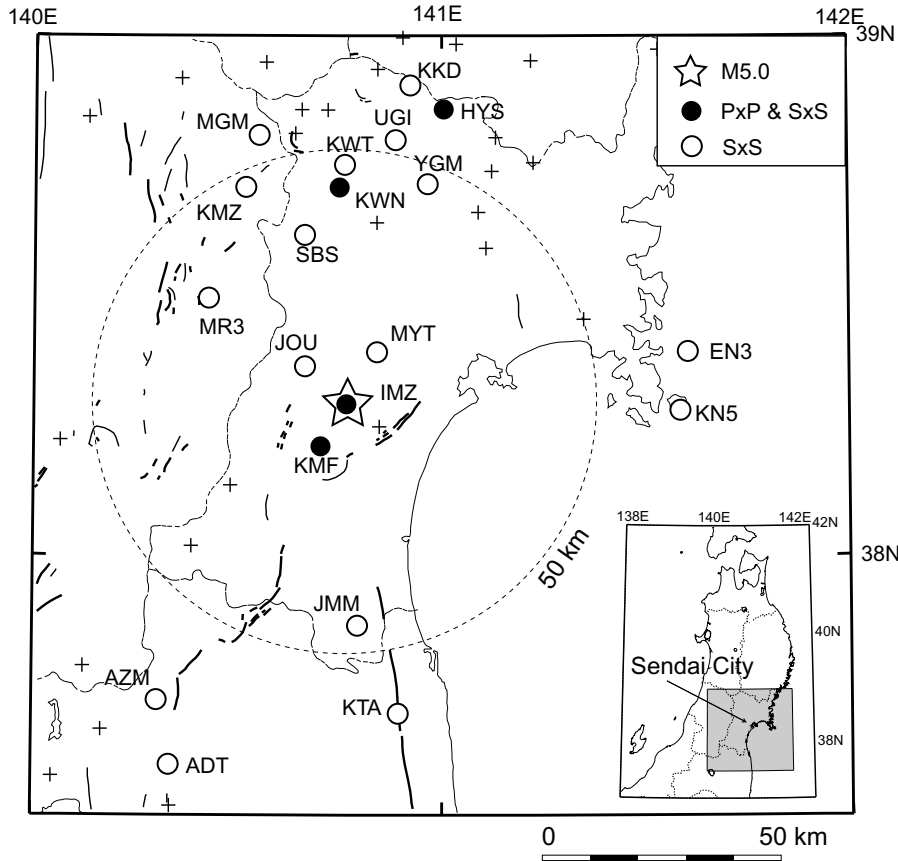 140E
141E
142E
39N
KKD
M5.0
HYS
PxP & SxS
MGM
UGI
SxS
KWT
YGM
KWN
KMZ
SBS
MR3
MYT
JOU
EN3
IMZ
KN5
KMF
138E
140E
142E
42N
38N
50 km
JMM
40N
Sendai City
AZM
KTA
38N
ADT
0
50 km